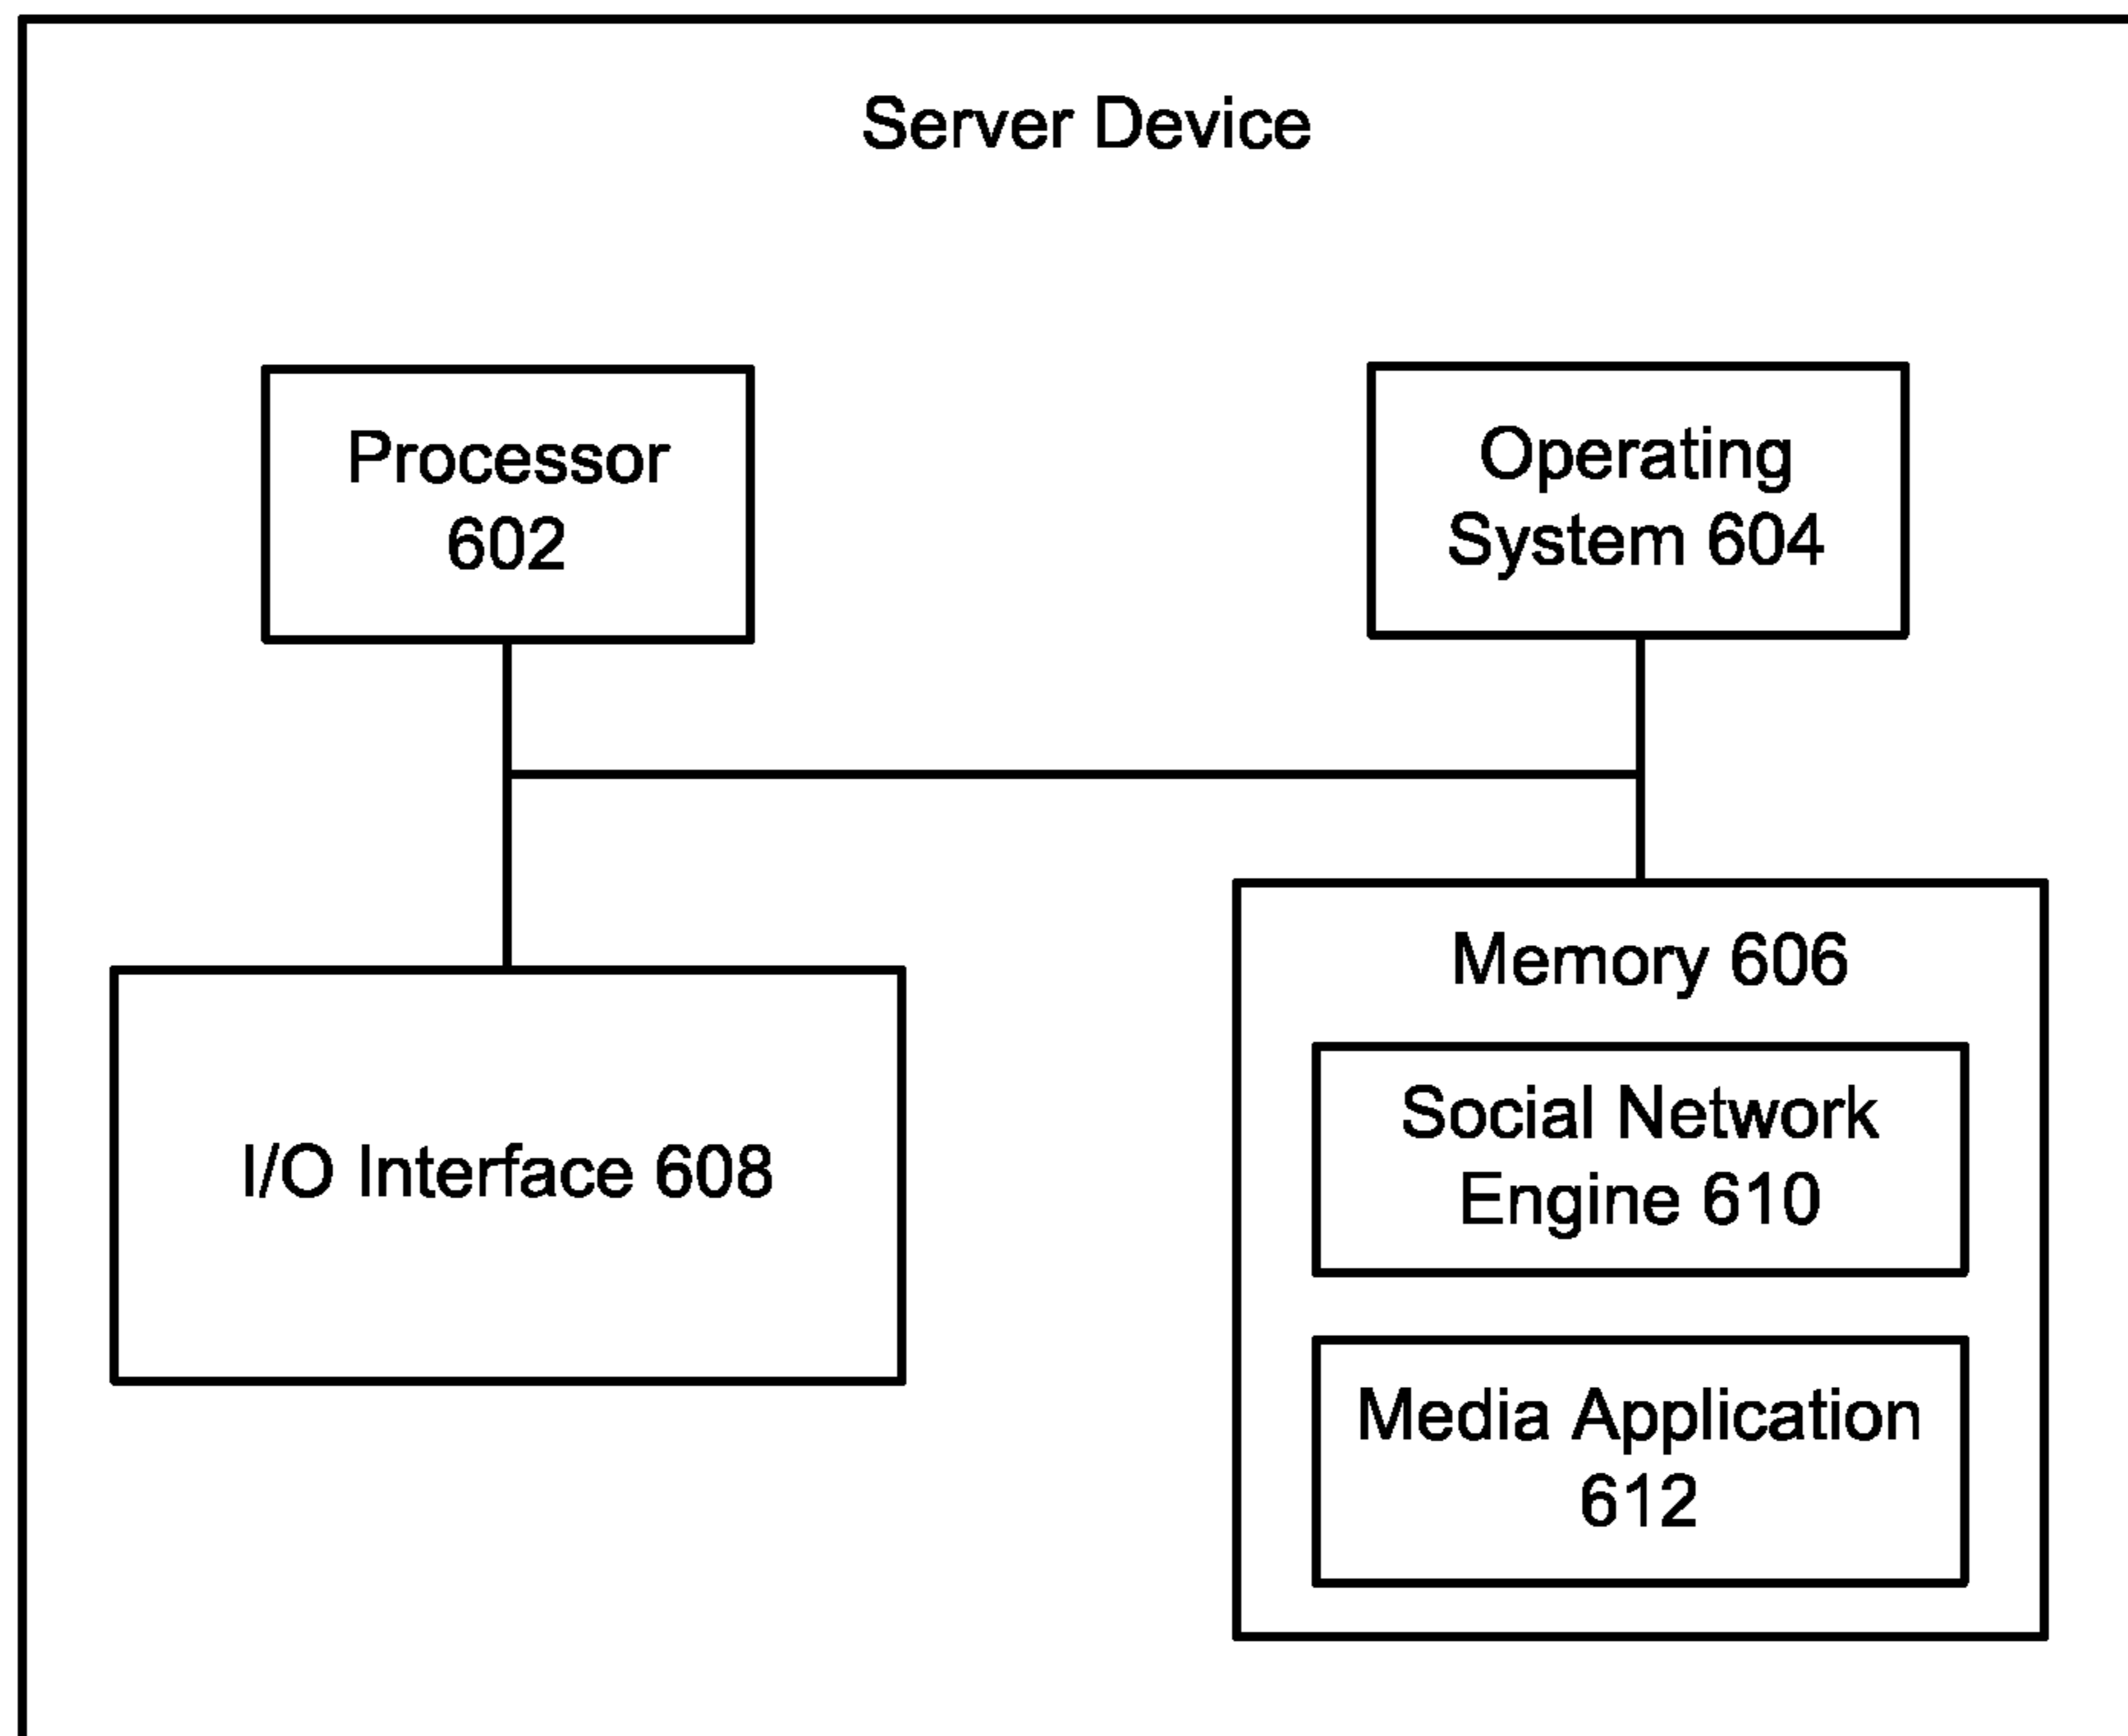 Server Device
Processor
602
Operating
System 604
I/O Interface 608
Memory 606
Social Network
Engine 610
Media Application
612